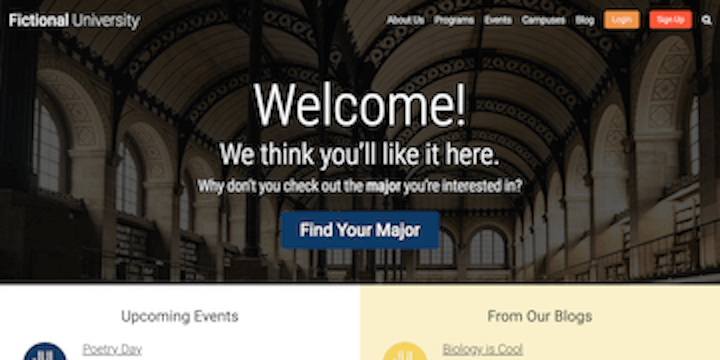 Fictional University
About Us Programs Events Campuses Blog Login Sign Up
Welcome!
We think you'll like it here.
Why don't you check out the major you're interested in?
Find Your Major
Upcoming Events
From Our Blogs
Poetry Day
Biology is Cool